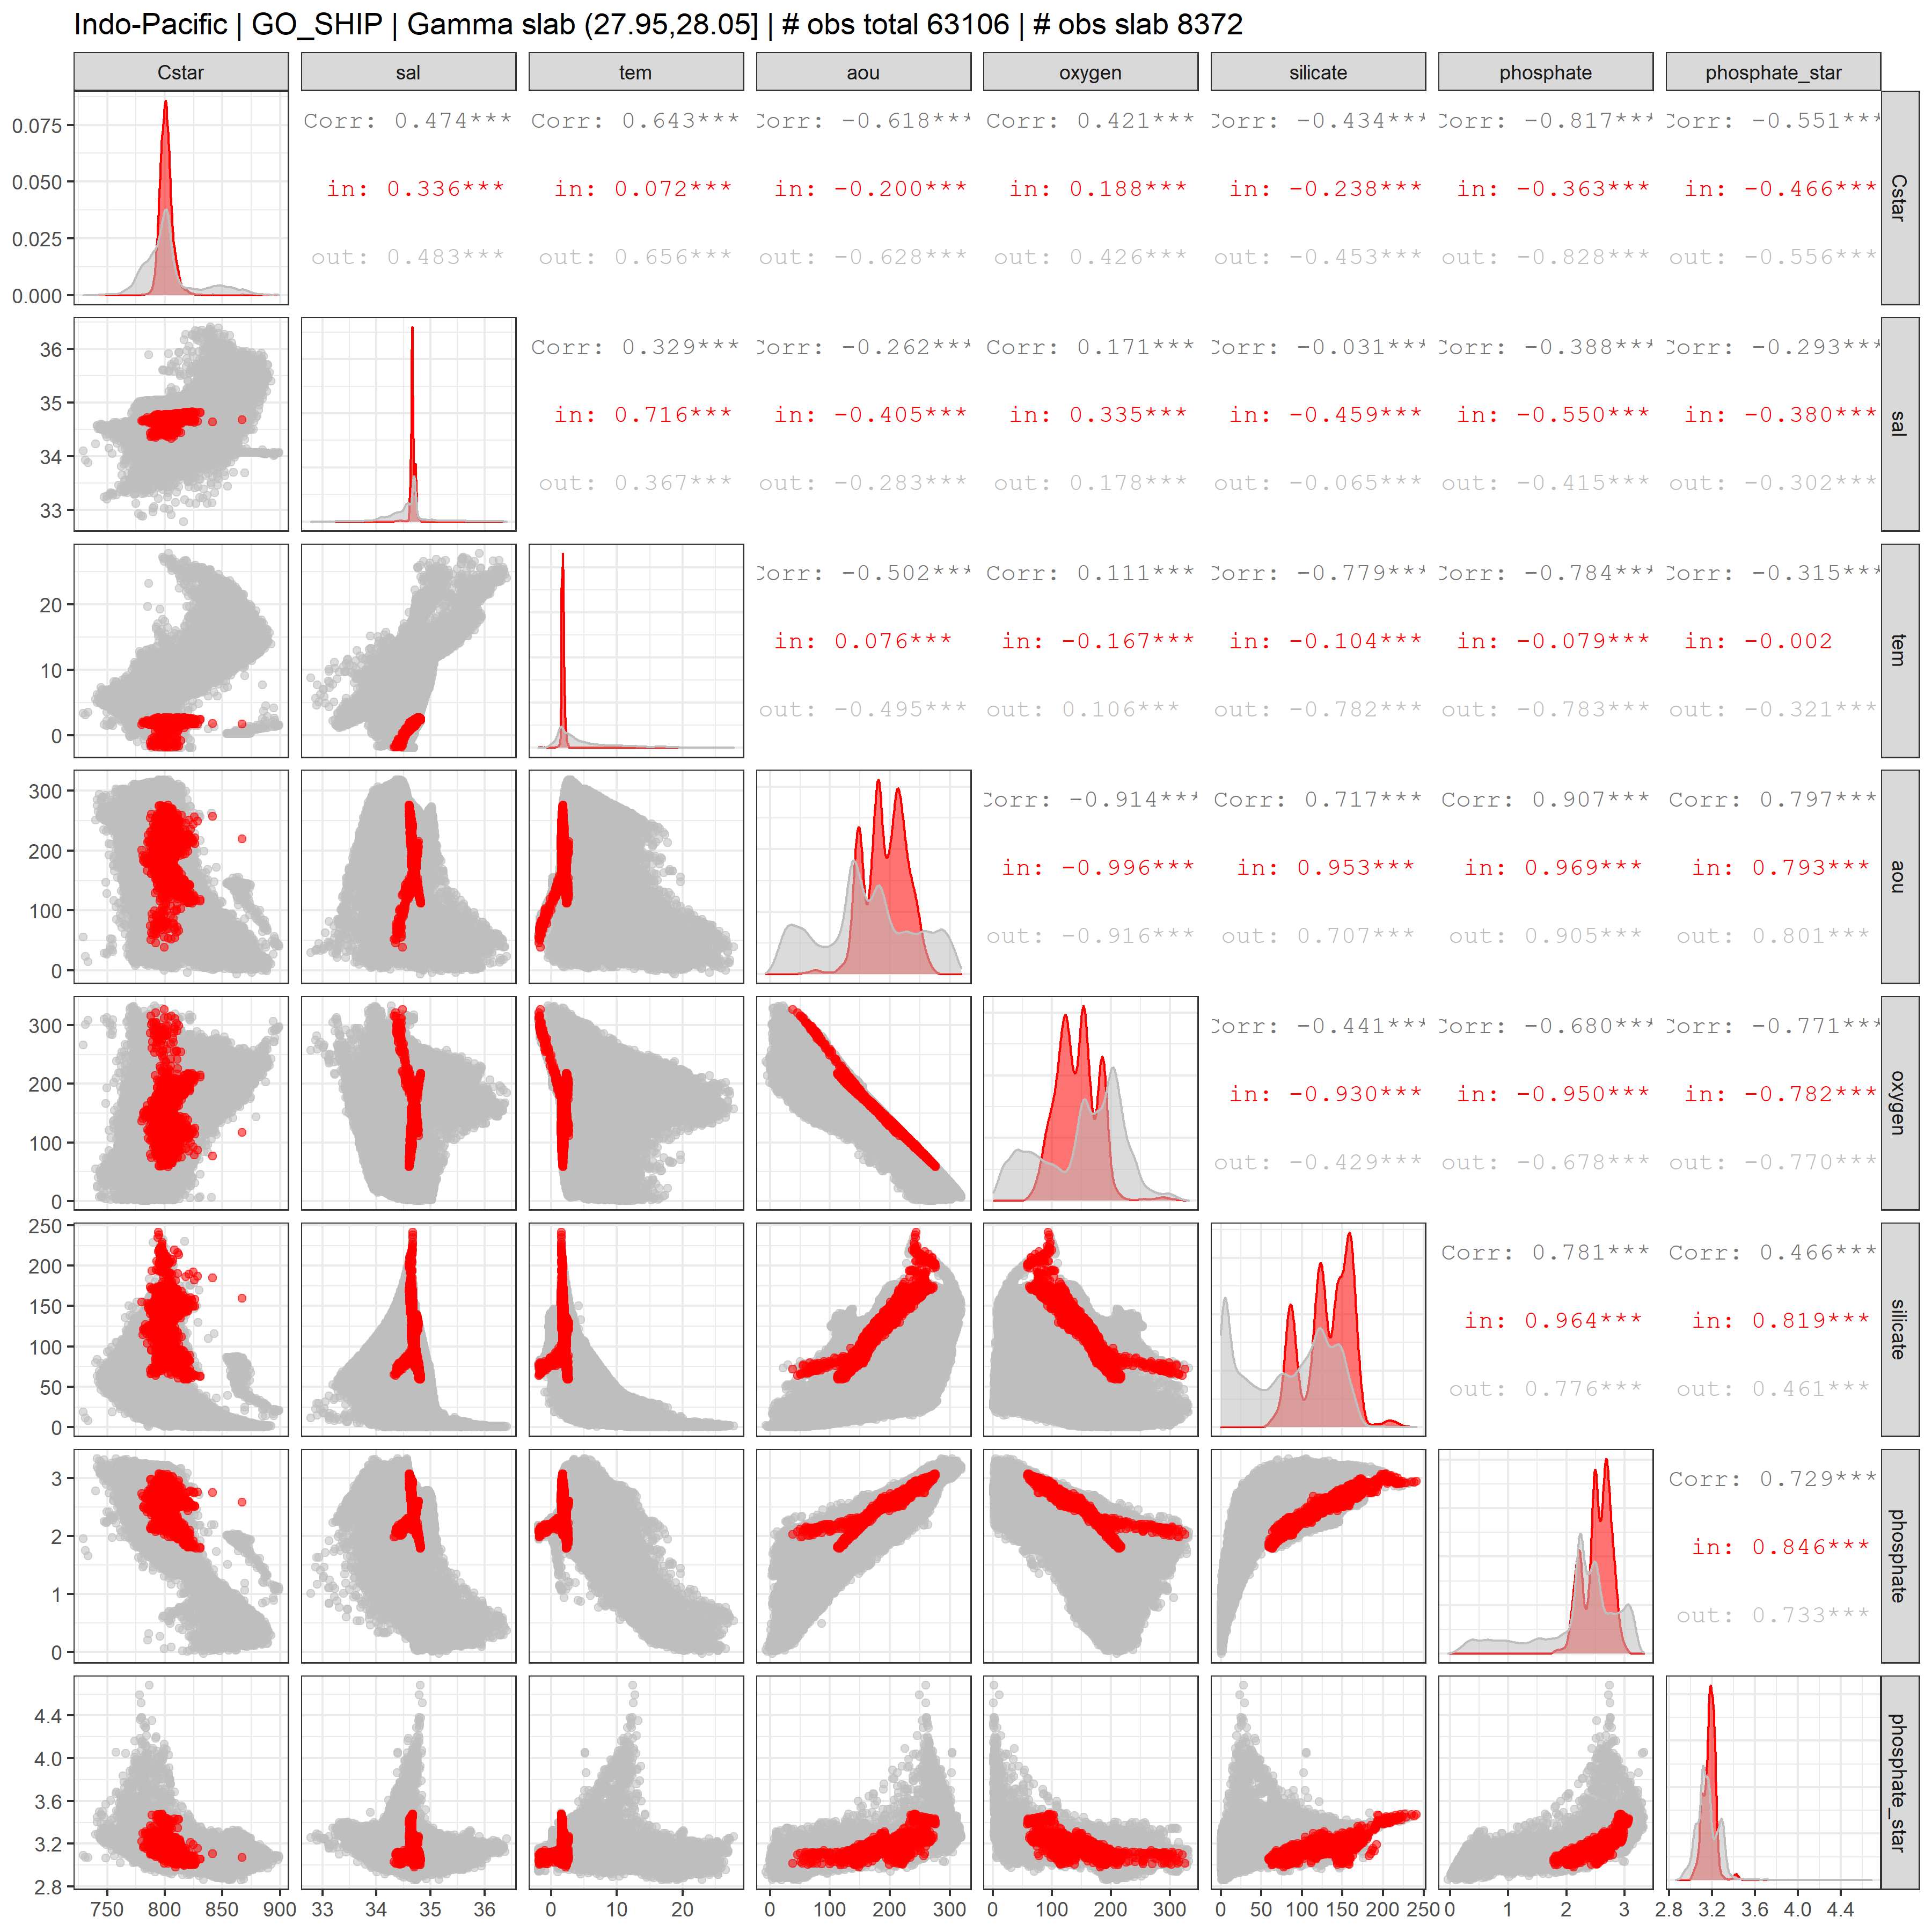 Indo-Pacific | GO_SHIP | Gamma slab (27.95,28.05] | # obs total 63106 | # obs slab 8372
Cstar sal tem aou oxygen silicate phosphate phosphate_star
0.075
0.050
0.025
0.000
Corr: 0.474*** Corr: 0.643*** Corr: -0.618*** Corr: 0.421*** Corr: -0.434*** Corr: -0.817*** Corr: -0.551***
in: 0.336*** in: 0.072*** in: -0.200*** in: 0.188*** in: -0.238*** in: -0.363*** in: -0.466***
out: 0.483*** out: 0.656*** out: -0.628*** out: 0.426*** out: -0.453*** out: -0.828*** out: -0.556***
Cstar
36
35
34
33
Corr: 0.329*** Corr: -0.262*** Corr: 0.171*** Corr: -0.031*** Corr: -0.388*** Corr: -0.293***
in: 0.716*** in: -0.405*** in: 0.335*** in: -0.459*** in: -0.550*** in: -0.380***
out: 0.367*** out: -0.283*** out: 0.178*** out: -0.065*** out: -0.415*** out: -0.302***
sal
20
10
0
Corr: -0.502*** Corr: 0.111*** Corr: -0.779*** Corr: -0.784*** Corr: -0.315***
in: 0.076*** in: -0.167*** in: -0.104*** in: -0.079*** in: -0.002
out: -0.495*** out: 0.106*** out: -0.782*** out: -0.783*** out: -0.321***
tem
300
200
100
0
Corr: -0.914*** Corr: 0.717*** Corr: 0.907*** Corr: 0.797***
in: -0.996*** in: 0.953*** in: 0.969*** in: 0.793***
out: -0.916*** out: 0.707*** out: 0.905*** out: 0.801***
aou
300
200
100
0
Corr: -0.441*** Corr: -0.680*** Corr: -0.771***
in: -0.930*** in: -0.950*** in: -0.782***
out: -0.429*** out: -0.678*** out: -0.770***
oxygen
250
200
150
100
50
0
Corr: 0.781*** Corr: 0.466***
in: 0.964*** in: 0.819***
out: 0.776*** out: 0.461***
silicate
3
2
1
0
Corr: 0.729***
in: 0.846***
out: 0.733***
phosphate
4.4
4.0
3.6
3.2
2.8
phosphate_star
750 800 850 900 33 34 35 36 0 10 20 0 100 200 300 0 100 200 300 0 50 100 150 200 250 0 1 2 3 2.8 3.2 3.6 4.0 4.4